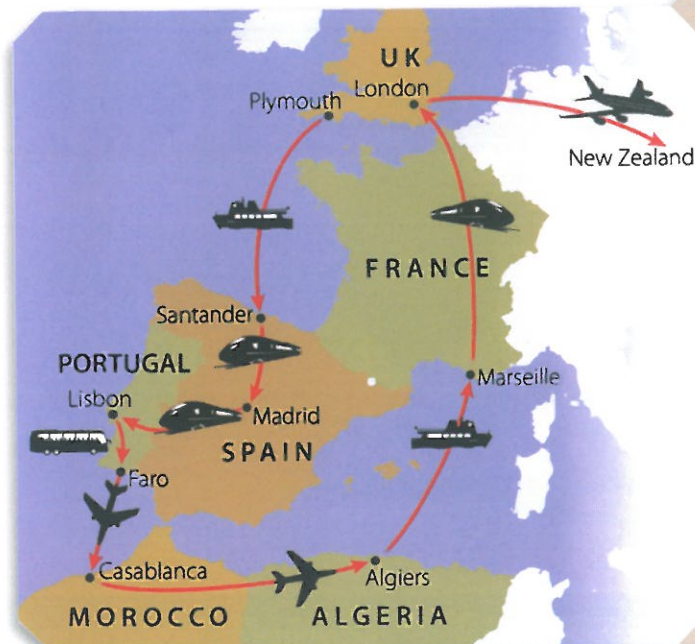 UK
London
Plymouth
New Zealand
FRANCE
Santander
PORTUGAL
Marseille
Lisbon
Madrid
SPAIN
Faro
Casablanca
Algiers
MOROCCO
ALGERIA